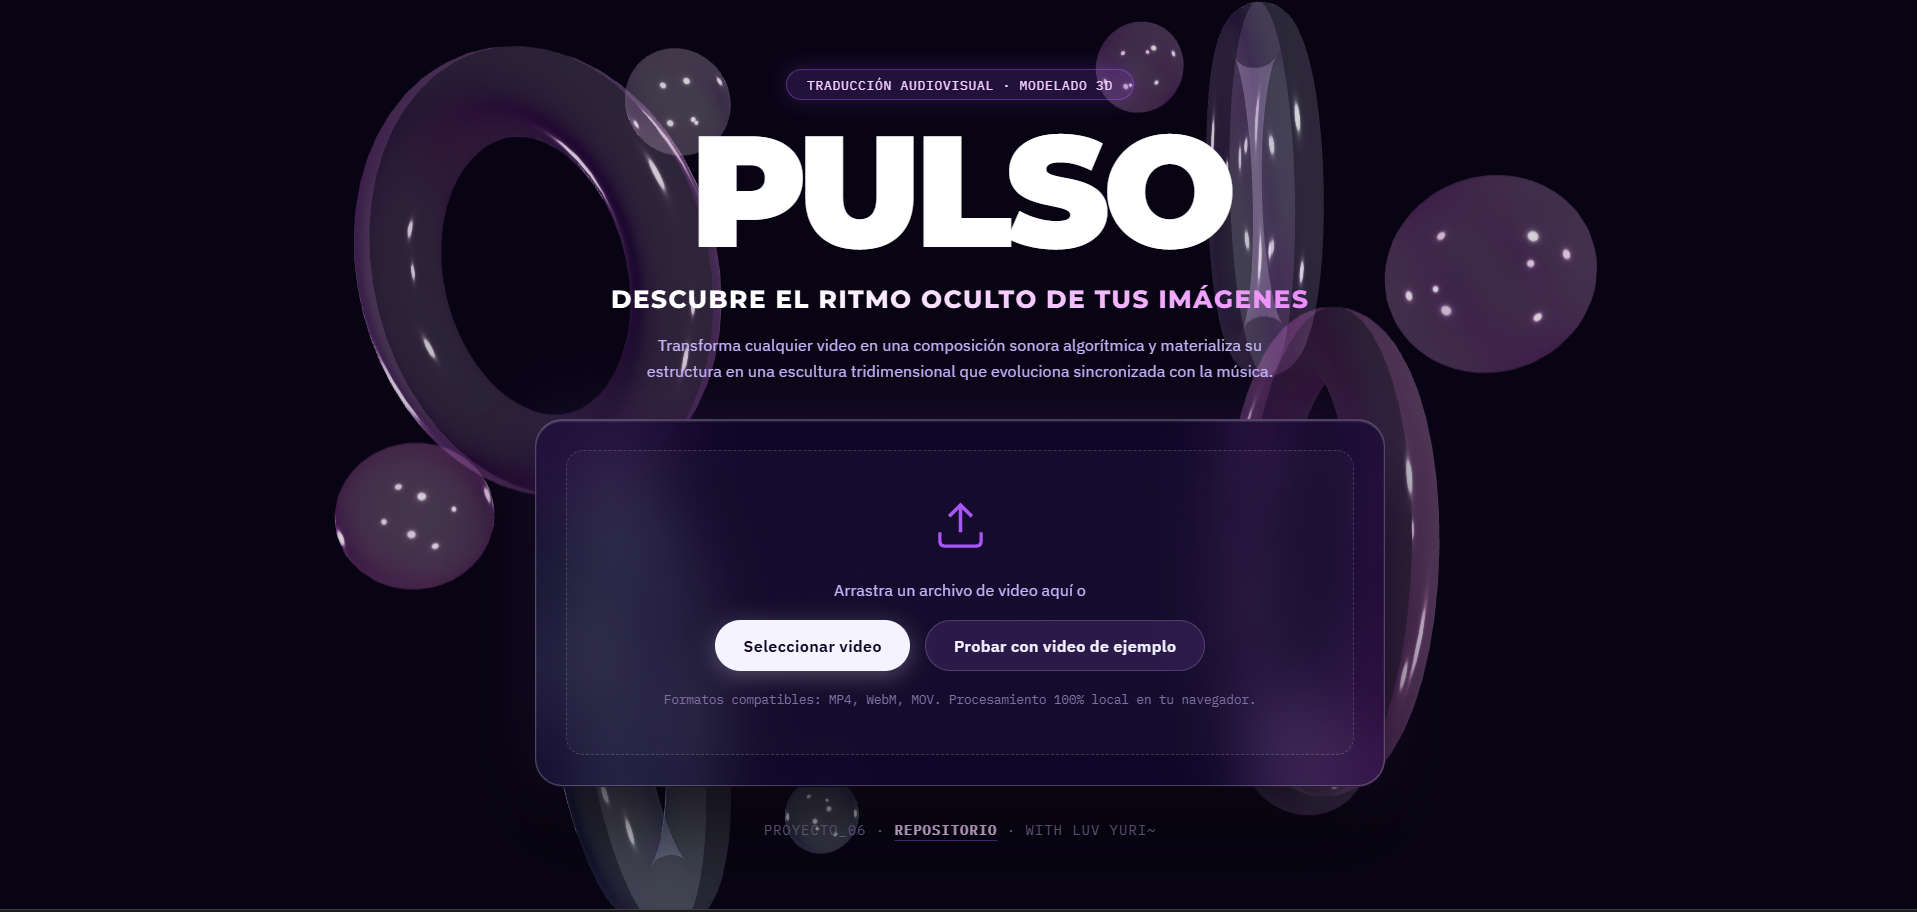 TRADUCCIÓN AUDIOVISUAL · MODELADO 3D
PULSO
DESCUBRE EL RITMO OCULTO DE TUS IMÁGENES
Transforma cualquier video en una composición sonora algorítmica y materializa su
estructura en una escultura tridimensional que evoluciona sincronizada con la música.
Arrastra un archivo de video aquí o
Seleccionar video
Probar con video de ejemplo
Formatos compatibles: MP4, WebM, MOV. Procesamiento 100% local en tu navegador.
PROYECTO_06 · REPOSITORIO · WITH LUV YURI~